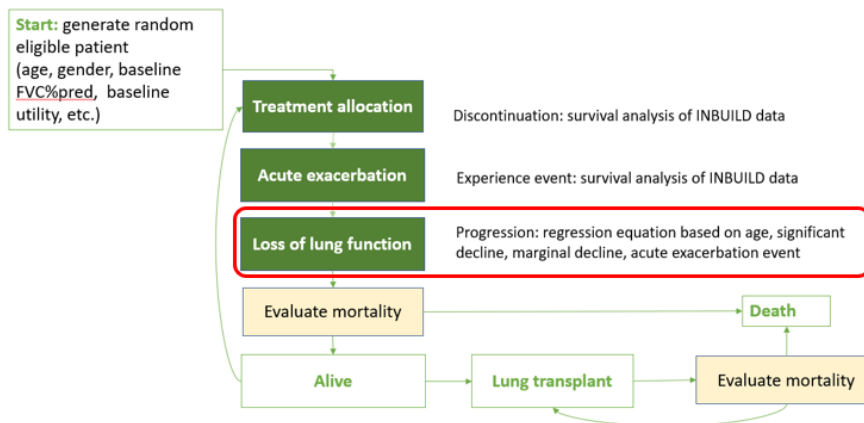 Start: generate random
eligible patient
(age, gender, baseline
FVC%pred, baseline
utility, etc.)
Treatment allocation
Discontinuation: survival analysis of INBUILD data
Acute exacerbation
Experience event: survival analysis of INBUILD data
Loss of lung function
Progression: regression equation based on age, significant
decline, marginal decline, acute exacerbation event
Evaluate mortality
Death
Alive
Lung transplant
Evaluate mortality